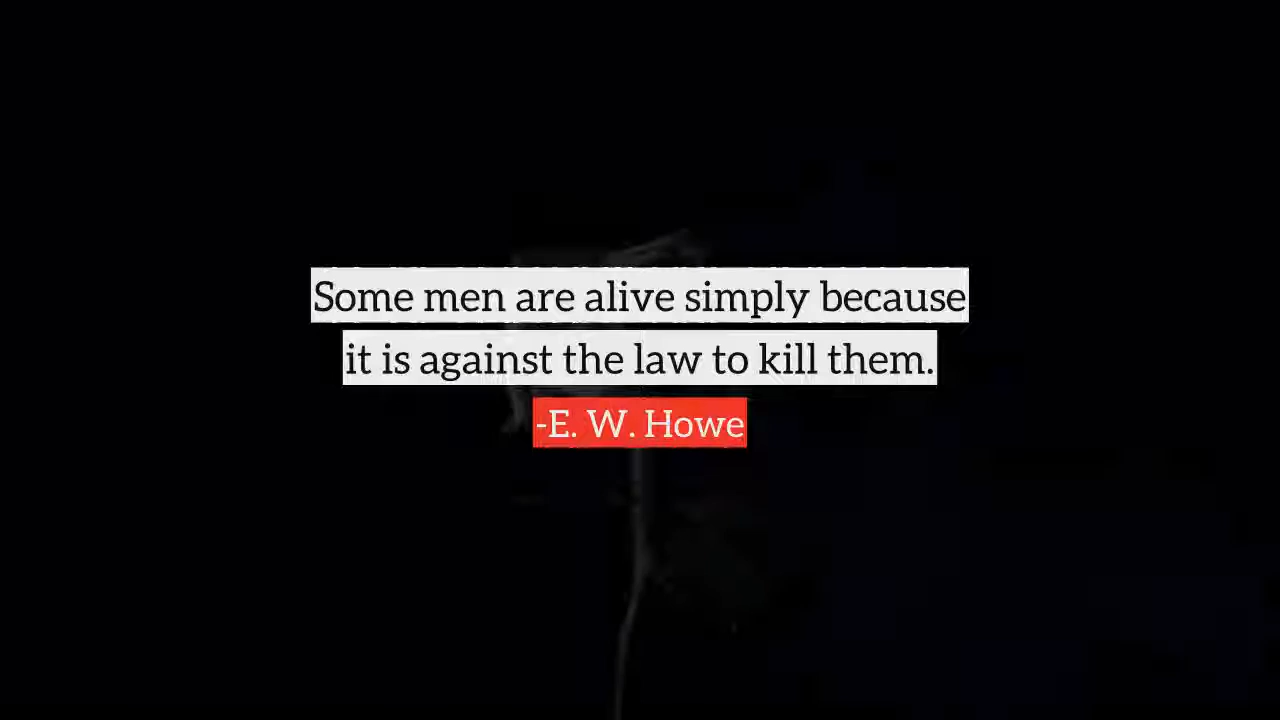 Some men are alive simply because
it is against the law to kill them.
-E. W. Howe